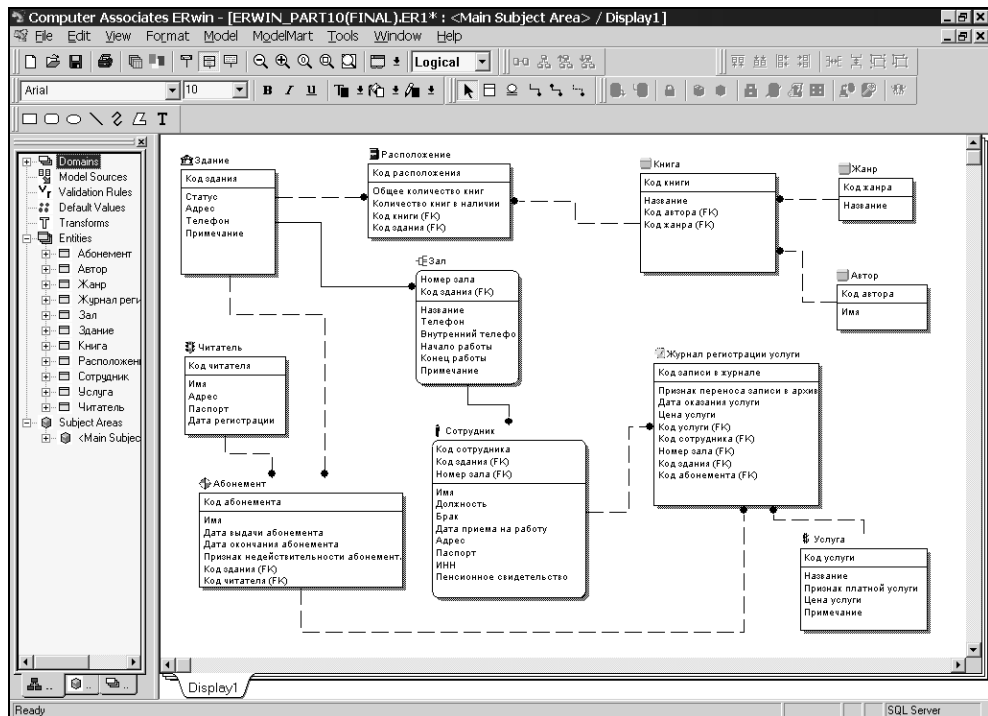 Computer Associates ERwin - [ERWIN_PART10(FINAL).ER1* : <Main Subject Area> / Display1]
File Edit View Format Model ModelMart Tools Window Help
Logical
Arial
10
B I U
T
Domains
Model Sources
Validation Rules
Default Values
Transforms
Entities
Абонемент
Автор
Жанр
Журнал реги
Зал
Здание
Книга
Расположен
Сотрудник
Услуга
Читатель
Subject Areas
<Main Subjec
Здание
Код здания
Статус
Адрес
Телефон
Примечание
Расположение
Код расположения
Общее количество книг
Количество книг в наличии
Код книги (FK)
Код здания (FK)
Книга
Код книги
Название
Код автора (FK)
Код жанра (FK)
Жанр
Код жанра
Название
Автор
Код автора
Имя
Зал
Номер зала
Код здания (FK)
Название
Телефон
Внутренний телефо
Начало работы
Конец работы
Примечание
Читатель
Код читателя
Имя
Адрес
Паспорт
Дата регистрации
Журнал регистрации услуги
Код записи в журнале
Признак переноса записи в архив
Дата оказания услуги
Цена услуги
Код услуги (FK)
Код сотрудника (FK)
Номер зала (FK)
Код здания (FK)
Код абонемента (FK)
Сотрудник
Код сотрудника
Код здания (FK)
Номер зала (FK)
Имя
Должность
Брак
Дата приема на работу
Адрес
Паспорт
ИНН
Пенсионное свидетельство
Абонемент
Код абонемента
Имя
Дата выдачи абонемента
Дата окончания абонемента
Признак недействительности абонемент.
Код здания (FK)
Код читателя (FK)
Услуга
Код услуги
Название
Признак платной услуги
Цена услуги
Примечание
Display1
Ready
SQL Server